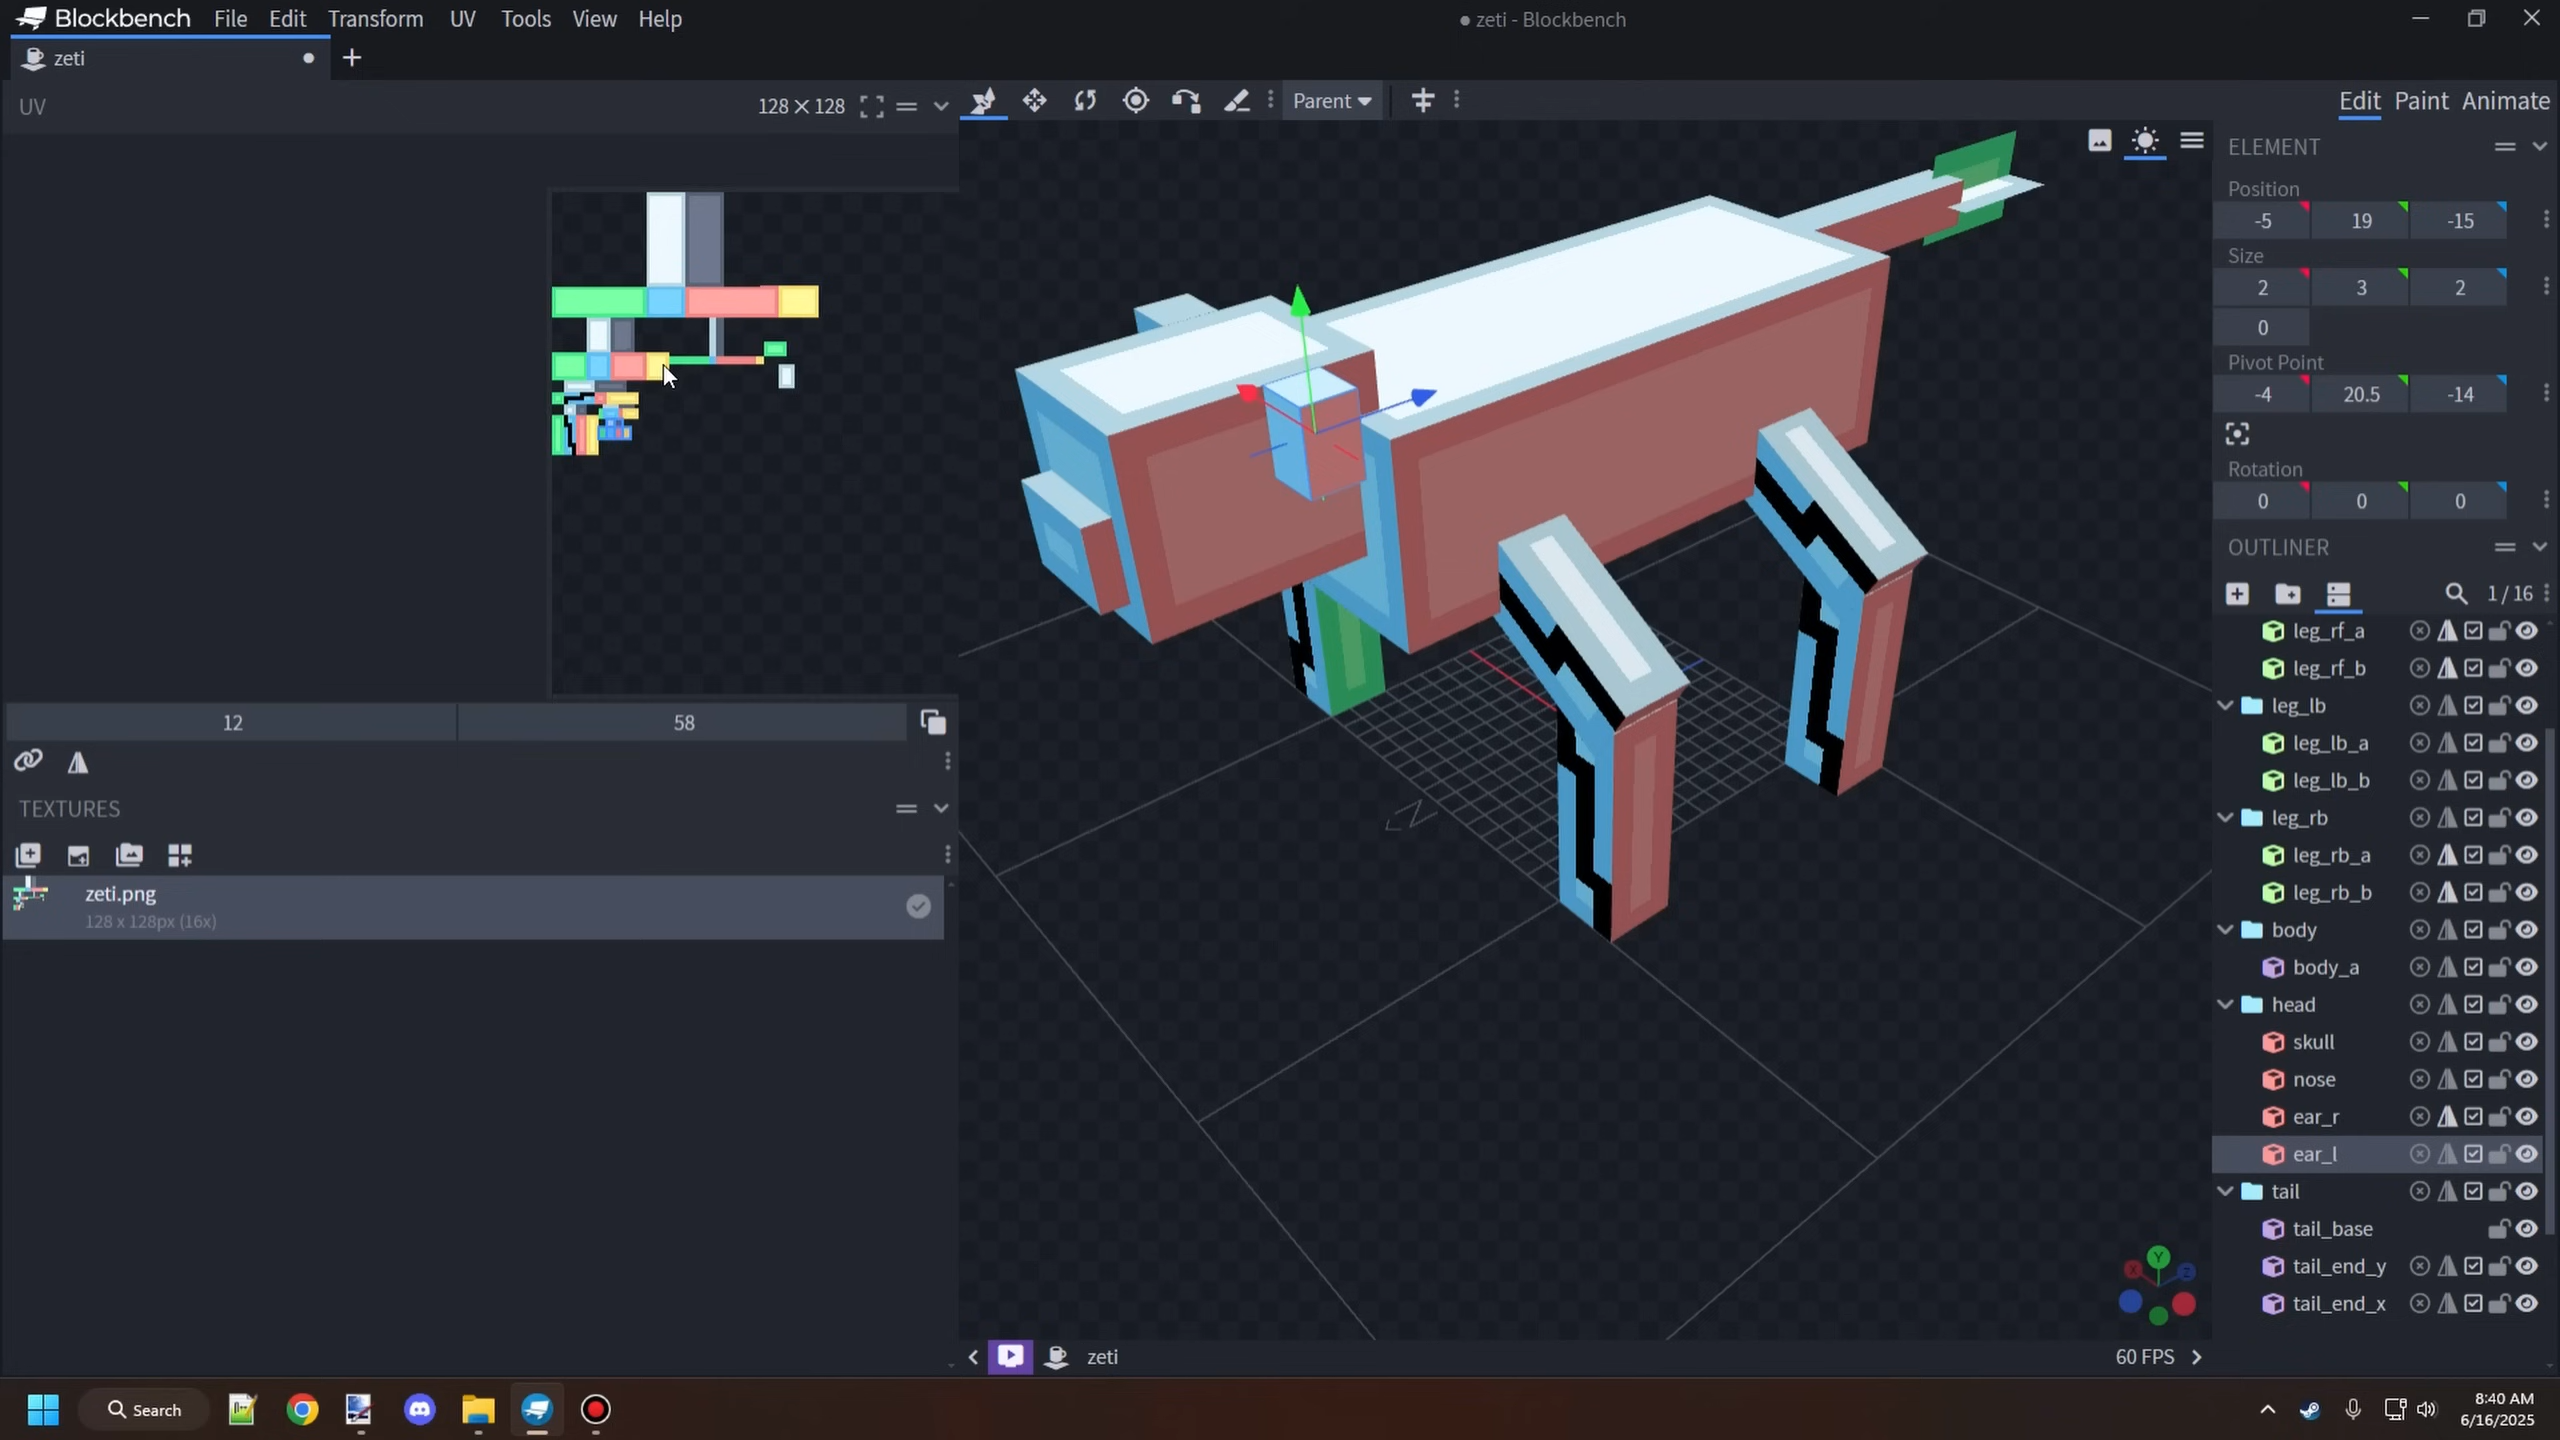 Blockbench File Edit Transform UV Tools View Help
● zeti - Blockbench
zeti
UV
128 × 128
Parent
Edit Paint Animate
ELEMENT
Position
-5 19 -15
Size
2 3 2
0
Pivot Point
-4 20.5 -14
Rotation
0 0 0
OUTLINER
1 / 16
leg_rf_a
leg_rf_b
leg_lb
leg_lb_a
leg_lb_b
leg_rb
leg_rb_a
leg_rb_b
body
body_a
head
skull
nose
ear_r
ear_l
tail
tail_base
tail_end_y
tail_end_x
12 58
TEXTURES
zeti.png
128 x 128px (16x)
N
Y
X
Z
zeti
60 FPS
Search
8:40 AM
6/16/2025